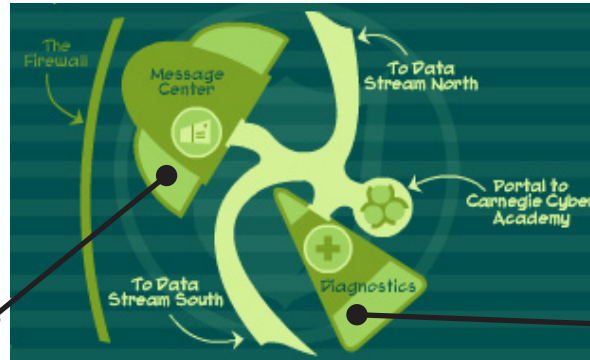 The
Firewall
Message
Center
To Data
Stream North
Portal to
Carnegie Cyber
Academy
Diagnostics
To Data
Stream South